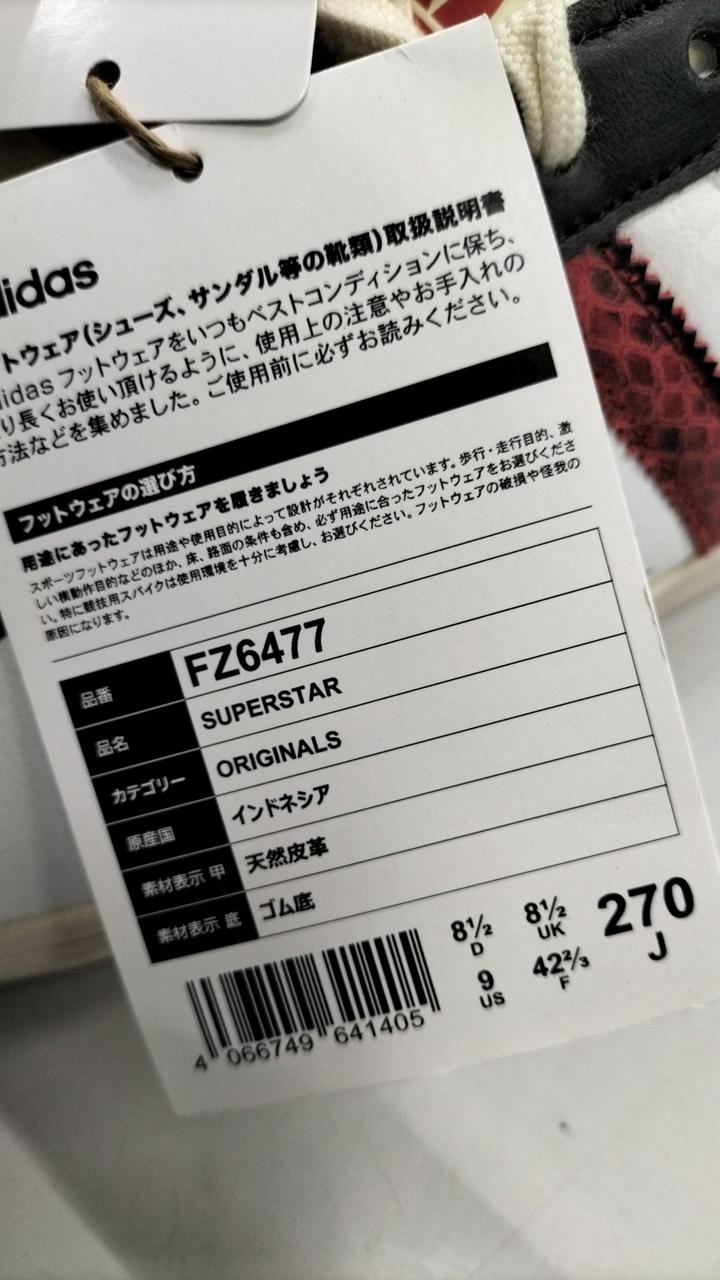 adidas
トウェア(シューズ、サンダル等の靴類)取扱説明書
adidas フットウェアをいつもベストコンディションに保ち、
り長くお使い頂けるように、使用上の注意やお手入れの
方法などを集めました。ご使用前に必ずお読みください。
フットウェアの選び方
用途にあったフットウェアを履きましょう
スポーツフットウェアは用途や使用目的によって設計がそれぞれされています。歩行・走行目的、激
しい横動作目的などのほか、床、路面の条件も含め、必ず用途に合ったフットウェアをお選びくださ
い。特に競技用スパイクは使用環境を十分に考慮し、お選びください。フットウェアの破損や怪我の
原因になります。
品番 FZ6477
品名 SUPERSTAR
カテゴリー ORIGINALS
原産国 インドネシア
素材表示 甲 天然皮革
素材表示 底 ゴム底
8½ D 8½ UK 270 J
9 US 42⅔ F
4 066749 641405